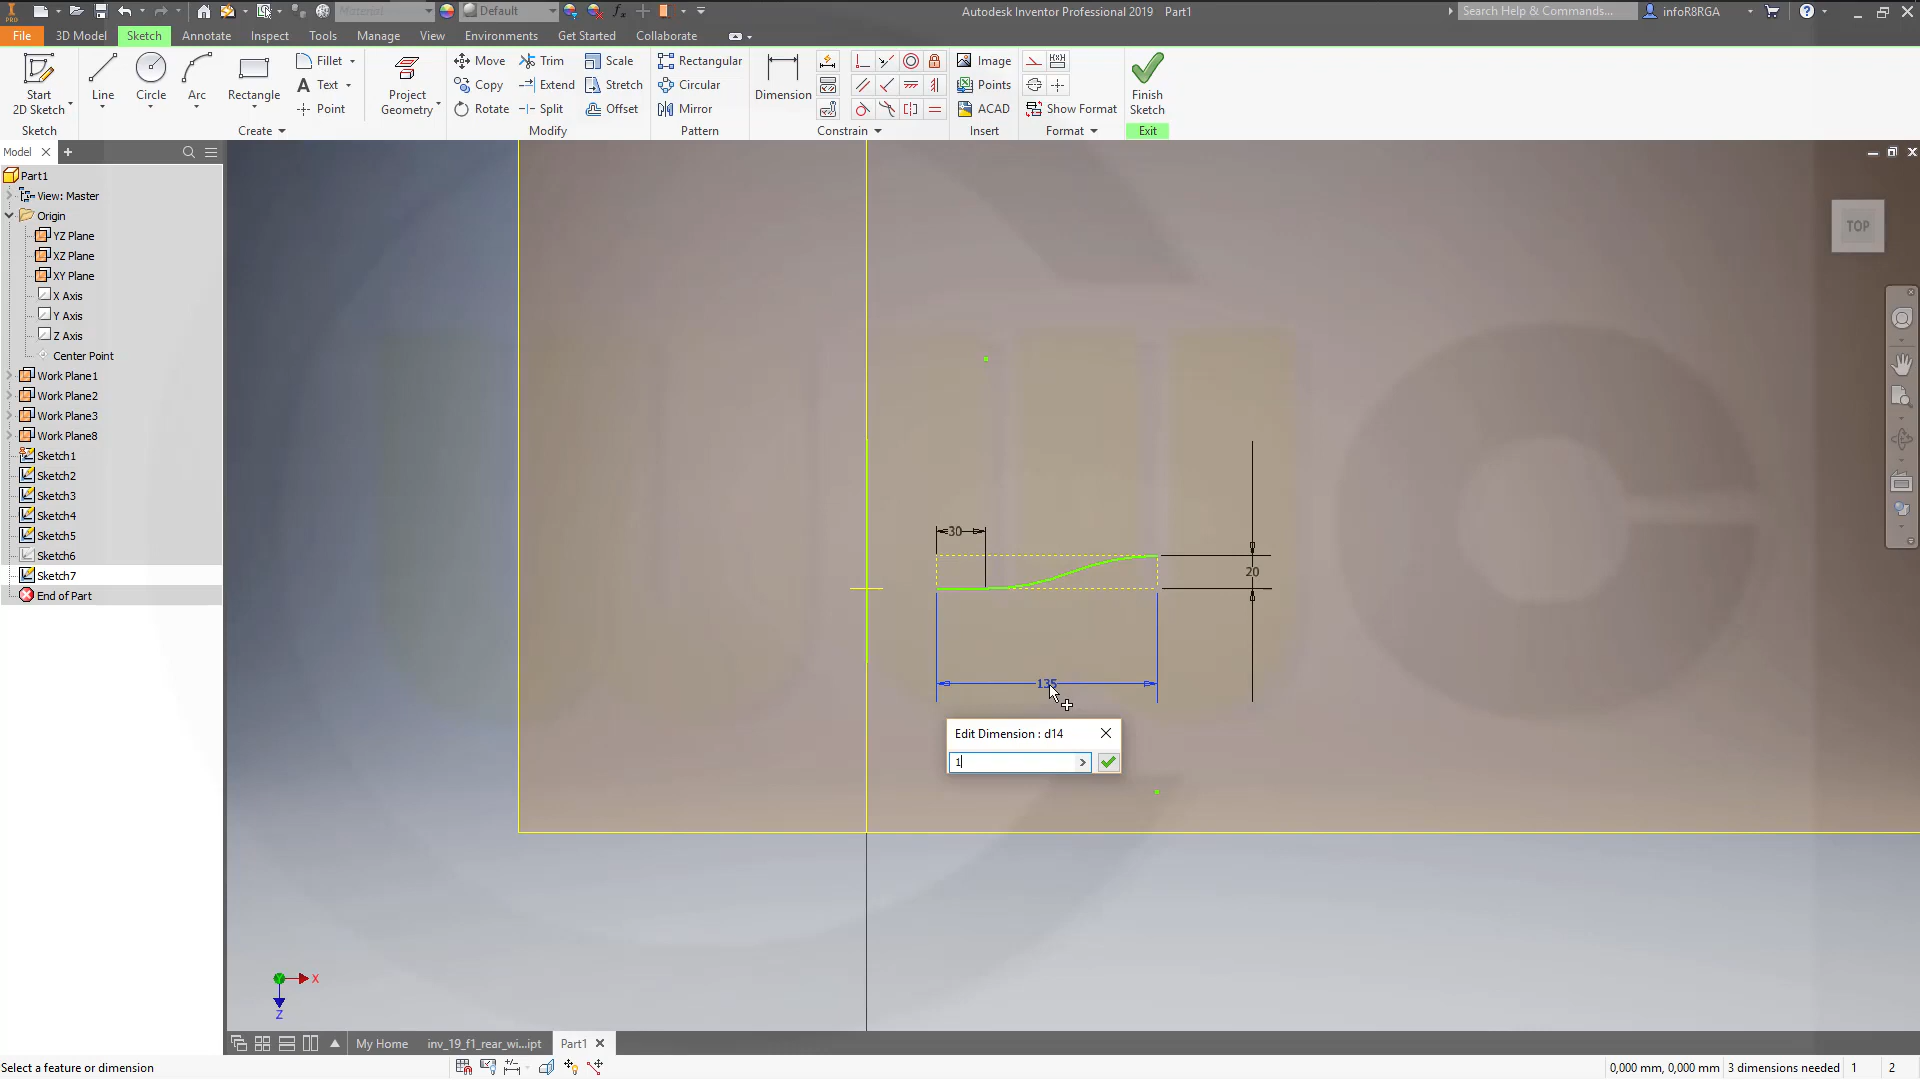 Material
Default
Autodesk Inventor Professional 2019 Part1
Search Help & Commands...
infoR8RGA
PRO
File 3D Model Sketch Annotate Inspect Tools Manage View Environments Get Started Collaborate
Start
2D Sketch
Line
Circle
Arc
Rectangle
Fillet
Text
Point
Project
Geometry
Move
Copy
Rotate
Trim
Extend
Split
Scale
Stretch
Offset
Rectangular
Circular
Mirror
Dimension
Image
Points
ACAD
Show Format
Finish
Sketch
Sketch Create Modify Pattern Constrain Insert Format Exit
Model
Part1
View: Master
Origin
YZ Plane
XZ Plane
XY Plane
X Axis
Y Axis
Z Axis
Center Point
Work Plane1
Work Plane2
Work Plane3
Work Plane8
Sketch1
Sketch2
Sketch3
Sketch4
Sketch5
Sketch6
Sketch7
End of Part
TOP
30
20
135
Edit Dimension : d14
1
X
Z
My Home inv_19_f1_rear_wi...ipt Part1
Select a feature or dimension
0,000 mm, 0,000 mm 3 dimensions needed 1 2